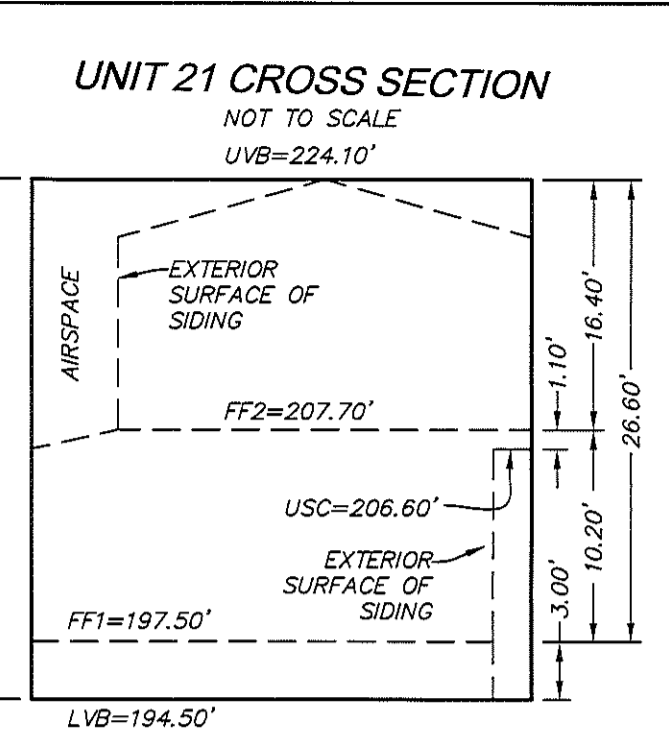 UNIT 21 CROSS SECTION
NOT TO SCALE
UVB=224.10'
AIRSPACE
EXTERIOR
SURFACE OF
SIDING
16.40'
1.10'
26.60'
FF2=207.70'
USC=206.60'
10.20'
EXTERIOR
SURFACE OF
SIDING
3.00'
FF1=197.50'
LVB=194.50'